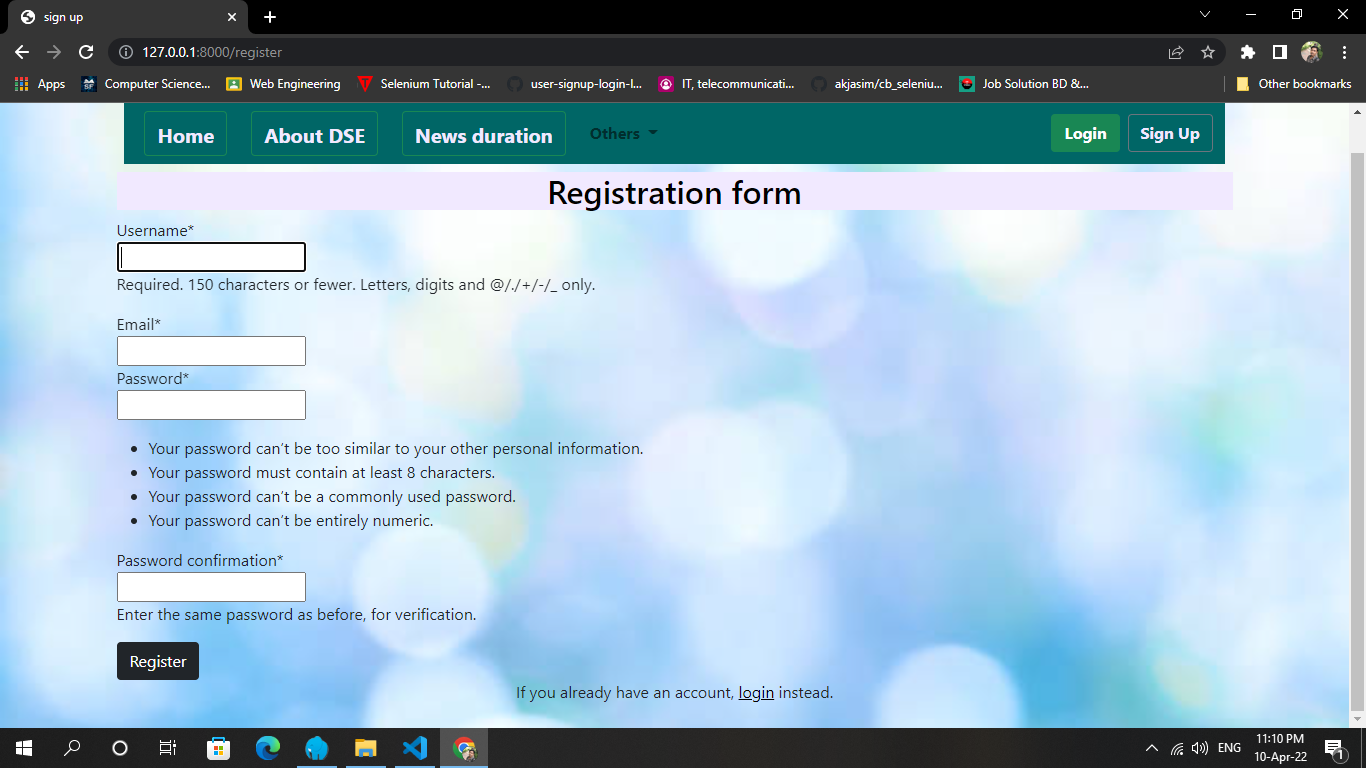 sign up
127.0.0.1:8000/register
Apps Computer Science... Web Engineering Selenium Tutorial -... user-signup-login-l... IT, telecommunicati... akjasim/cb_seleniu... Job Solution BD &... Other bookmarks
Home About DSE News duration Others Login Sign Up
Registration form
Username*
Required. 150 characters or fewer. Letters, digits and @/./+/-/_ only.
Email*
Password*
Your password can't be too similar to your other personal information.
Your password must contain at least 8 characters.
Your password can't be a commonly used password.
Your password can't be entirely numeric.
Password confirmation*
Enter the same password as before, for verification.
Register
If you already have an account, login instead.
ENG
11:10 PM
10-Apr-22
1